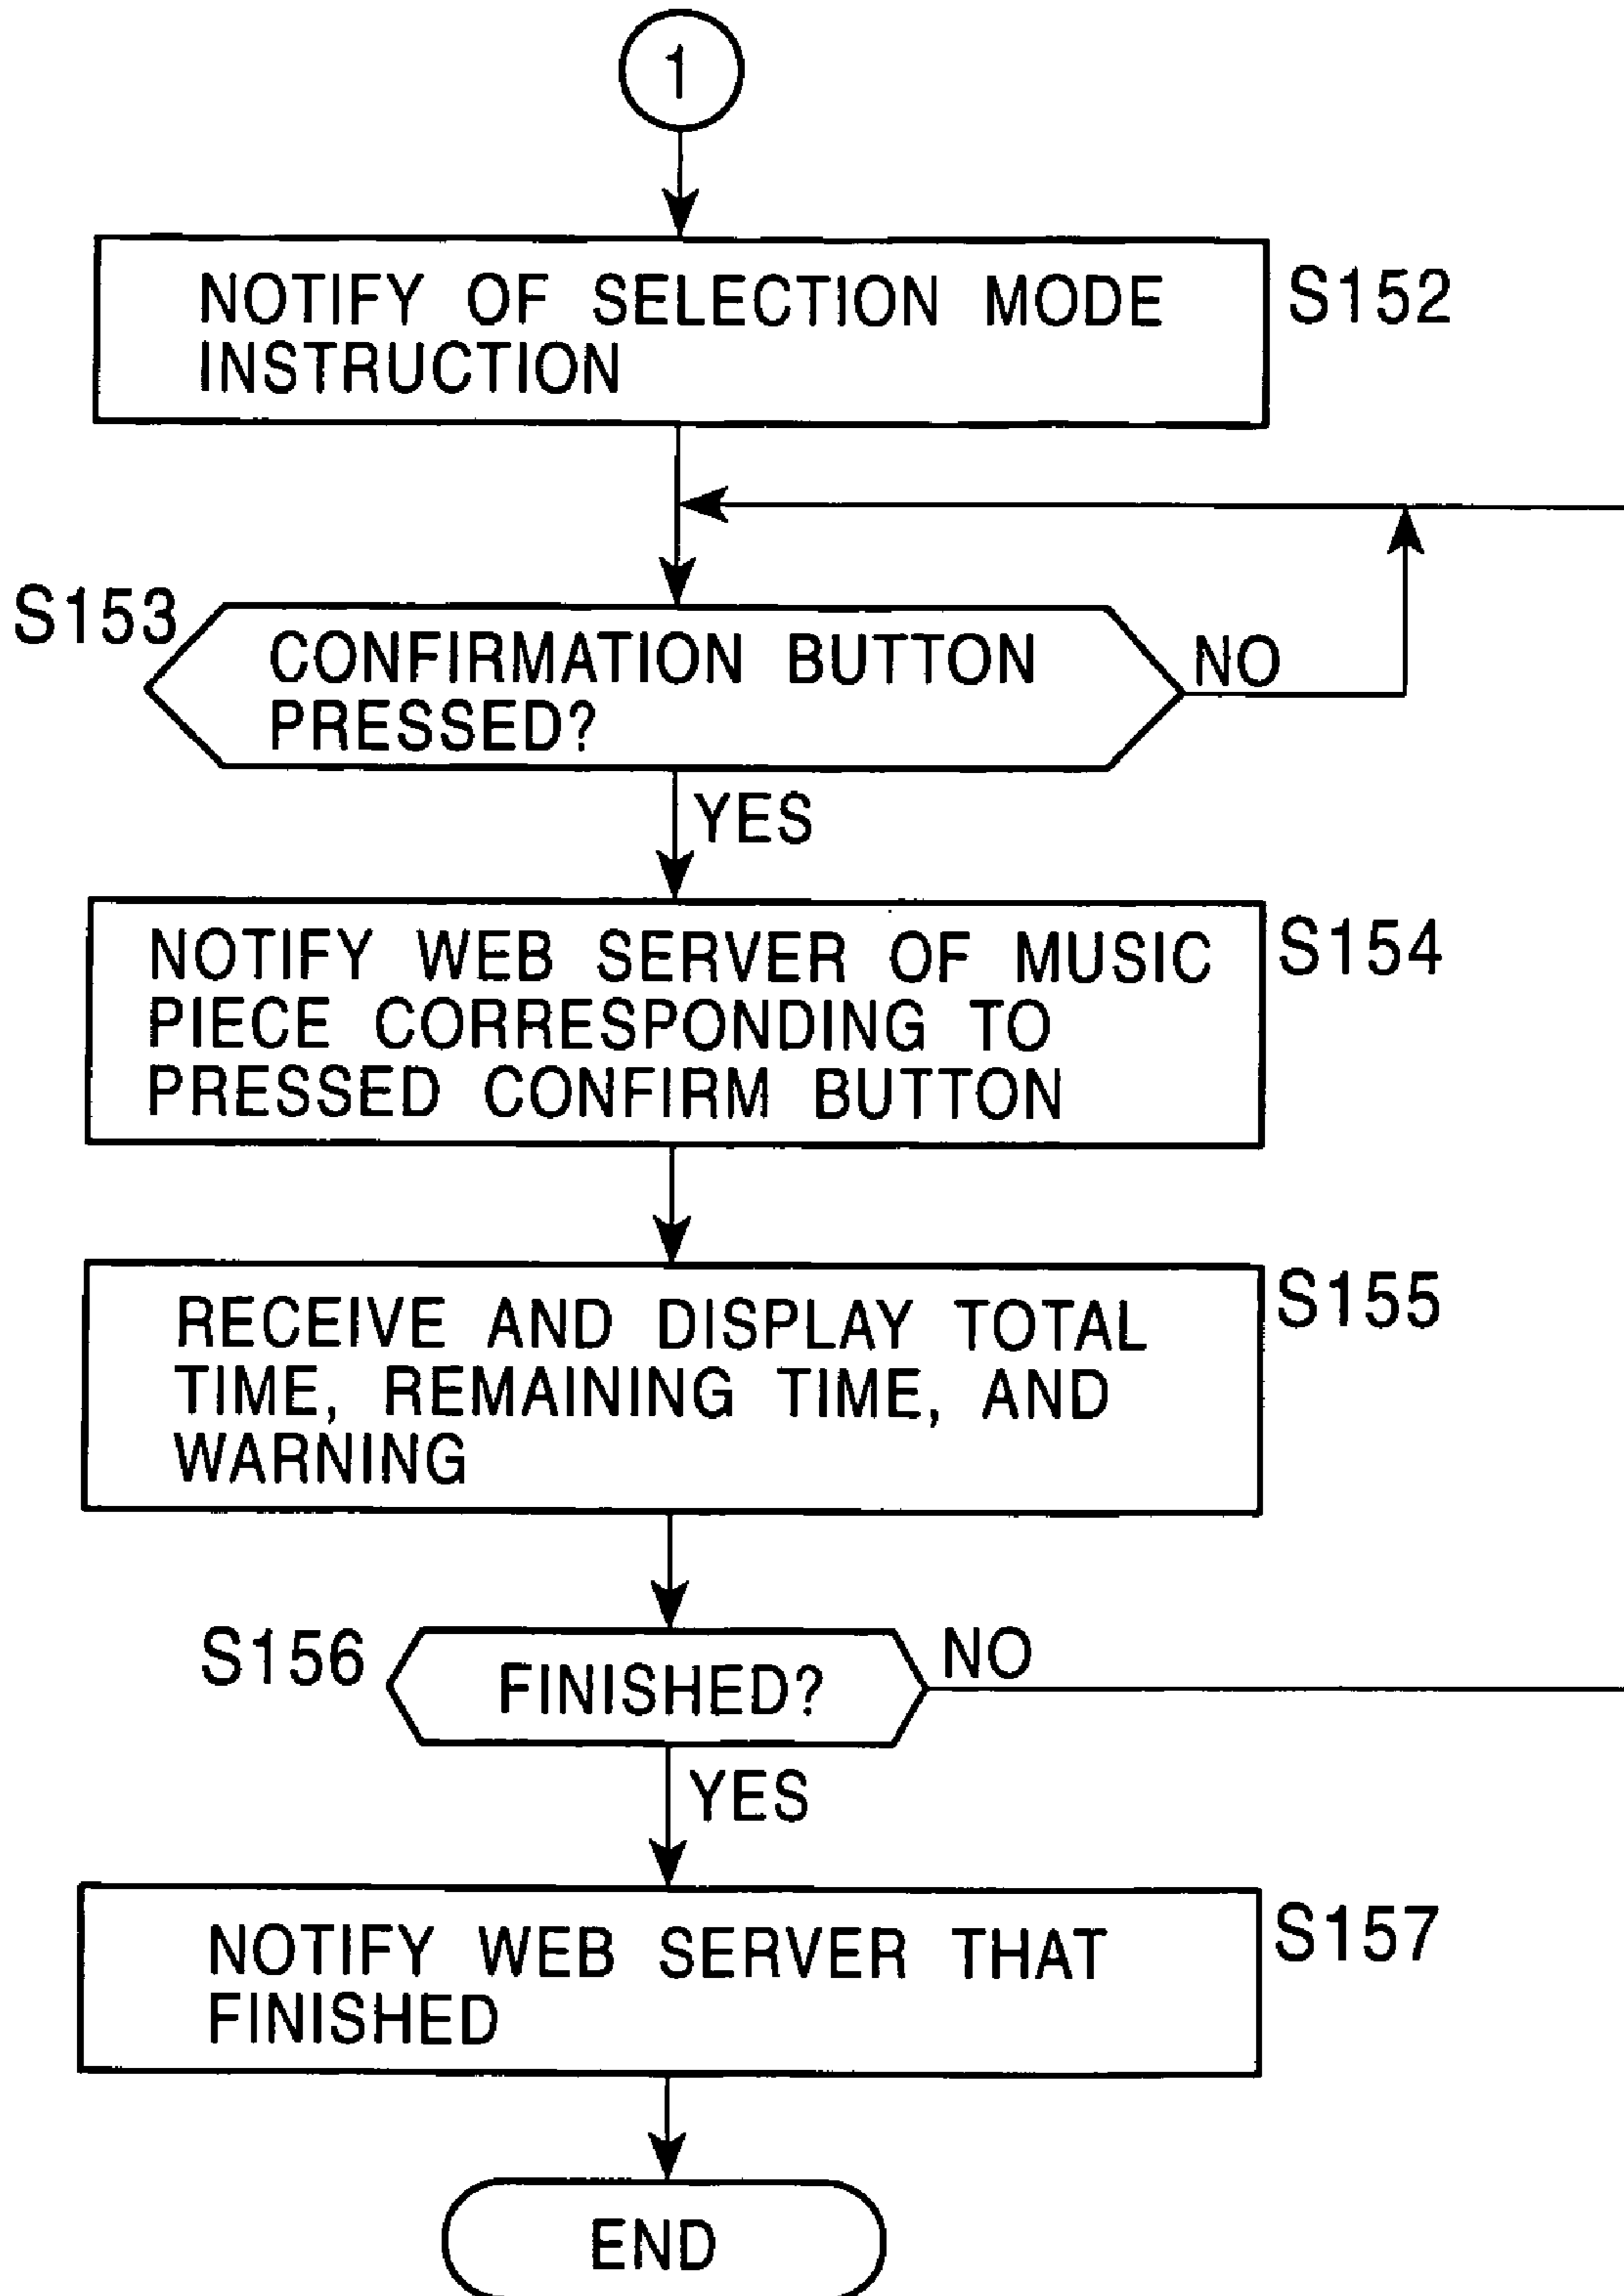 1
NOTIFY OF SELECTION MODE
INSTRUCTION
S152
S153
CONFIRMATION BUTTON
PRESSED?
NO
YES
NOTIFY WEB SERVER OF MUSIC
PIECE CORRESPONDING TO
PRESSED CONFIRM BUTTON
S154
RECEIVE AND DISPLAY TOTAL
TIME, REMAINING TIME, AND
WARNING
S155
S156
FINISHED?
NO
YES
NOTIFY WEB SERVER THAT
FINISHED
S157
END